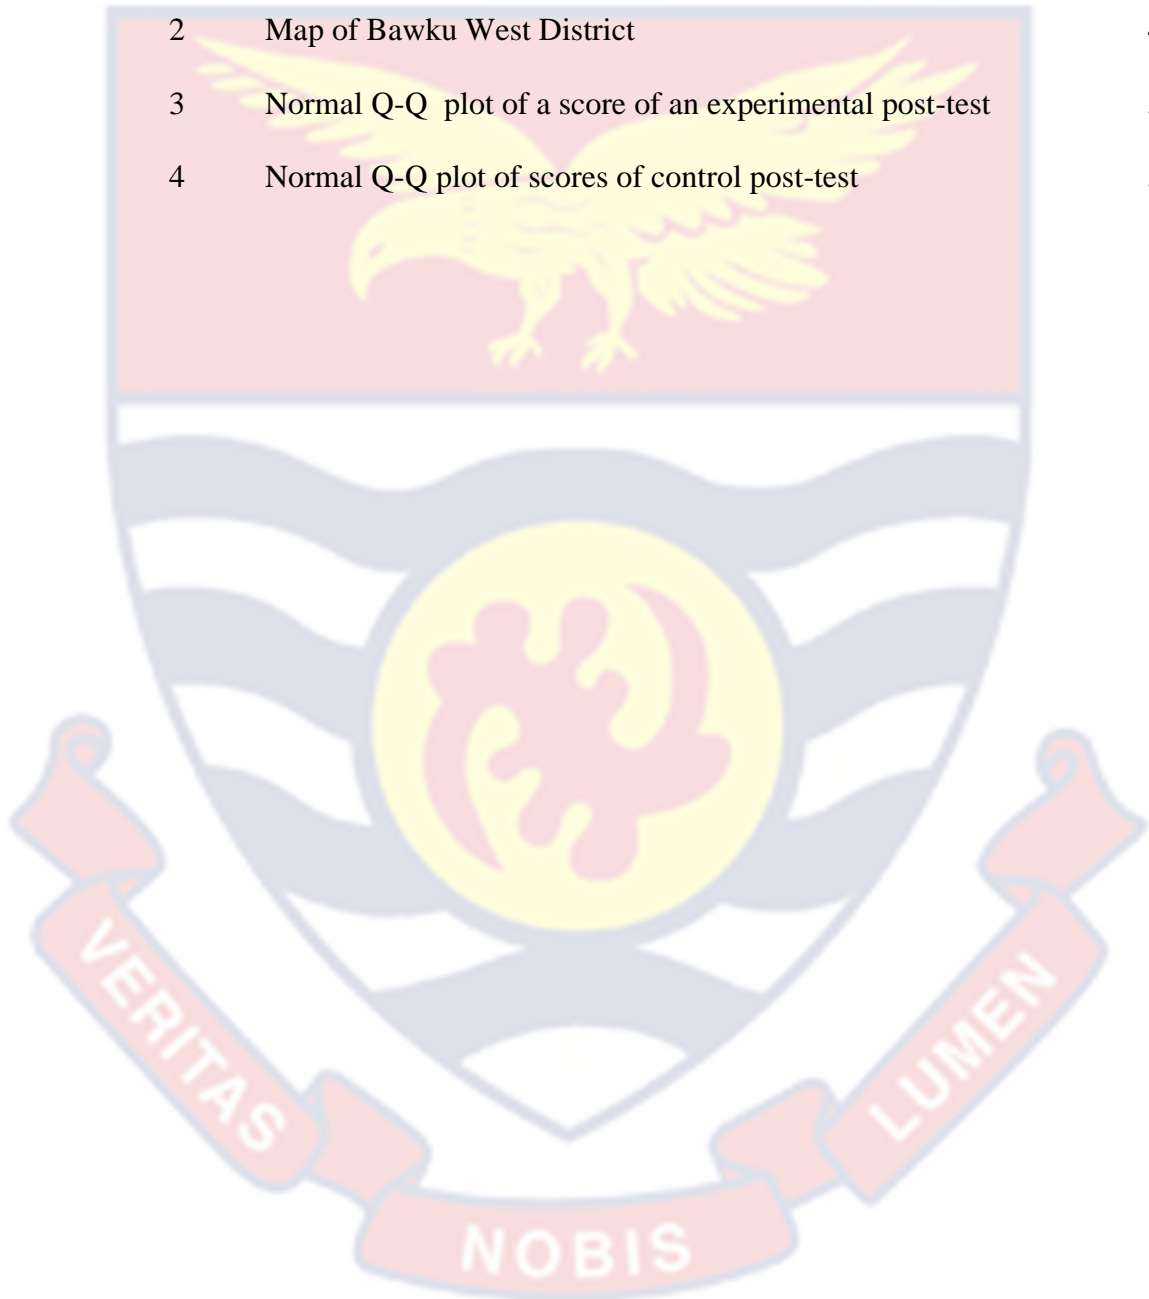 2 Map of Bawku West District
3 Normal Q-Q plot of a score of an experimental post-test
4 Normal Q-Q plot of scores of control post-test
VERITAS
NOBIS
LUMEN